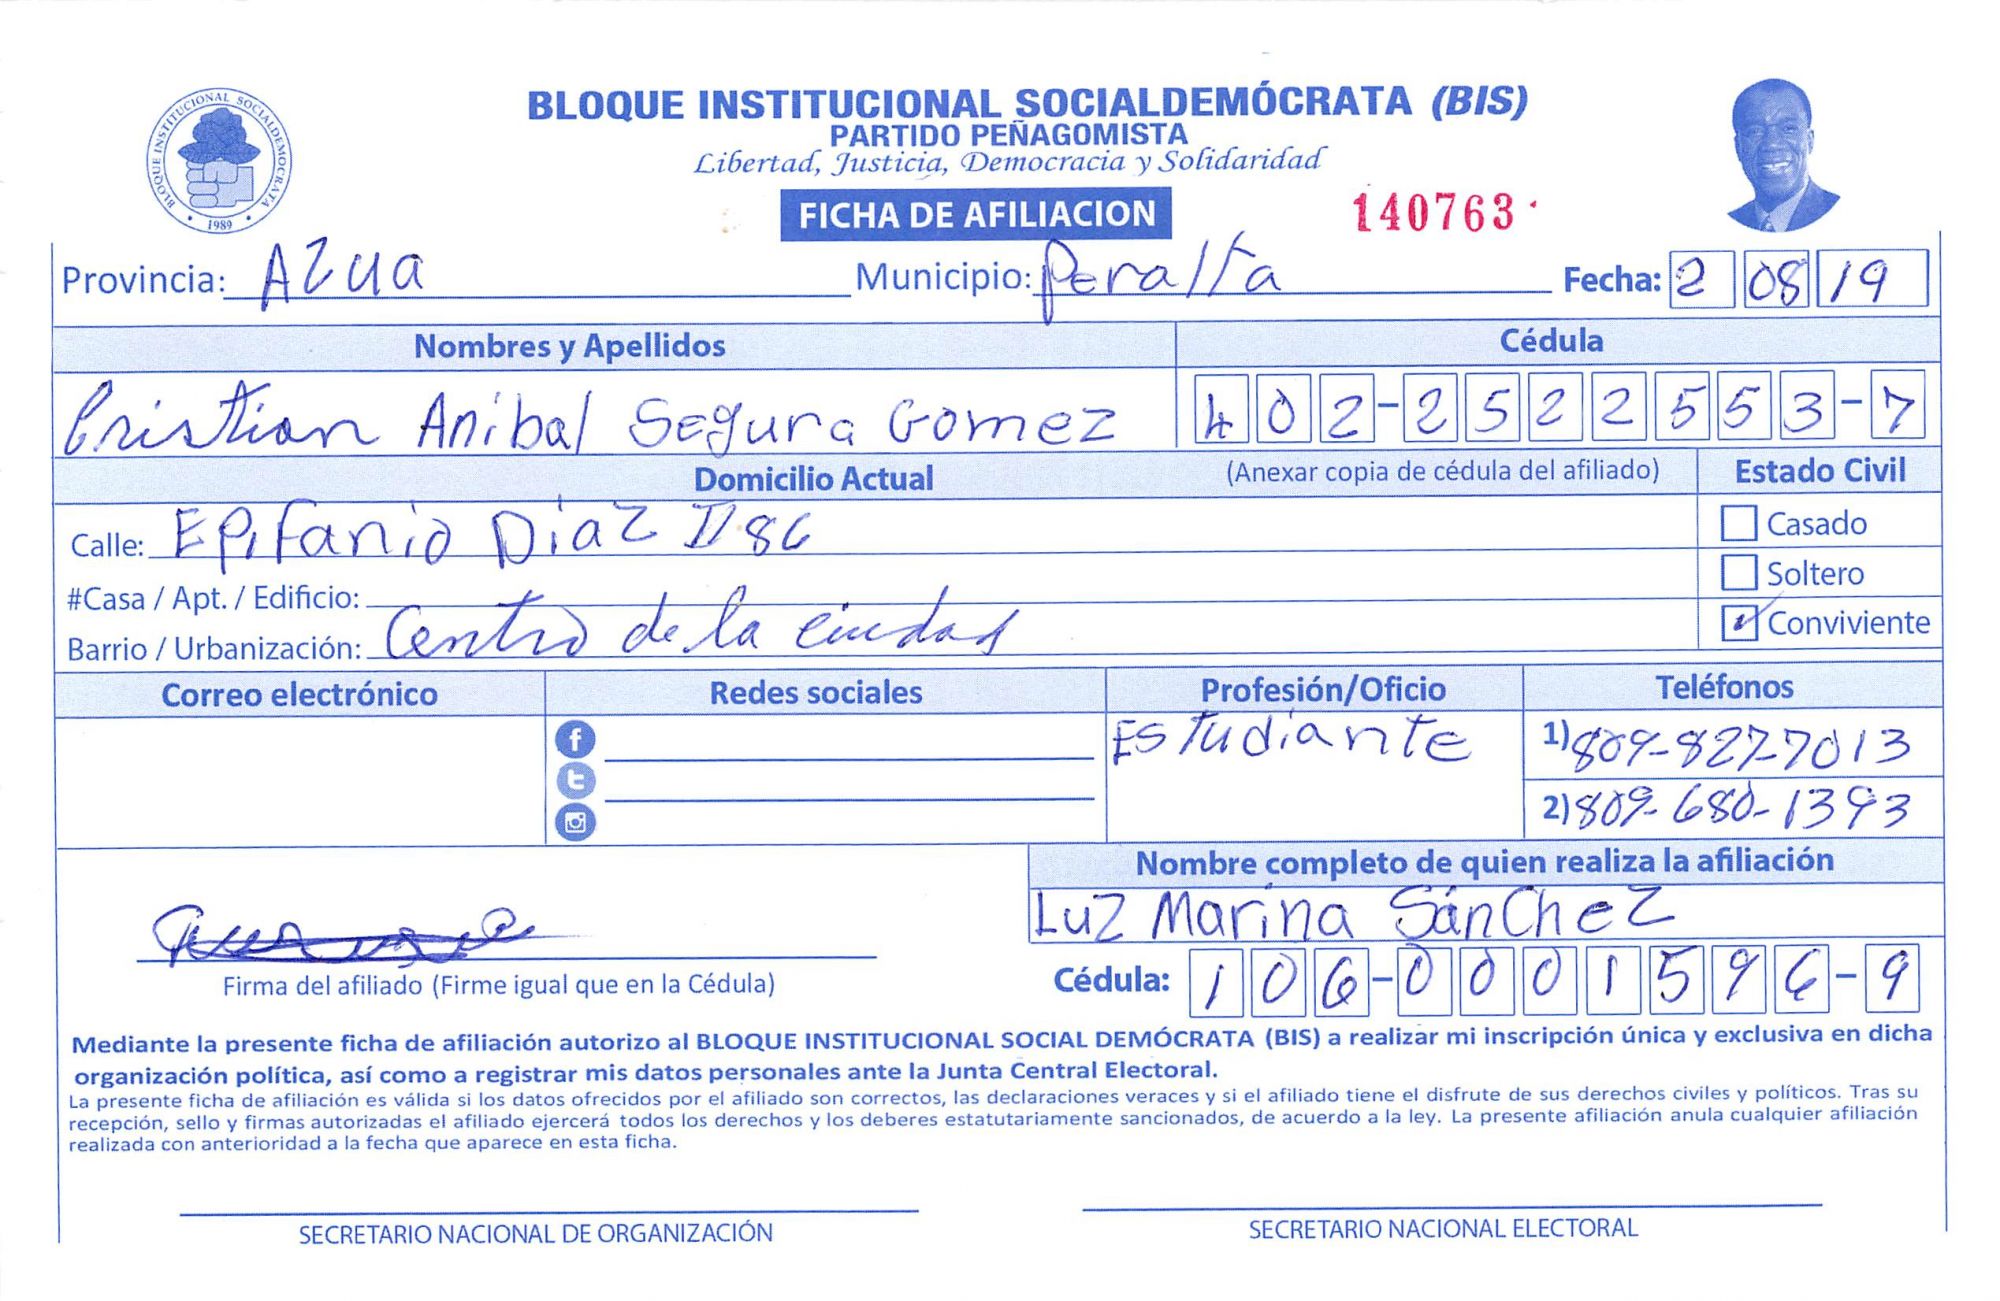 BLOQUE INSTITUCIONAL SOCIALDEMOCRATA
1989
BLOQUE INSTITUCIONAL SOCIALDEMÓCRATA (BIS)
PARTIDO PEÑAGOMISTA
Libertad, Justicia, Democracia y Solidaridad
FICHA DE AFILIACION 140763
Provincia: Azua Municipio: Peralta Fecha: 2 08 19
Nombres y Apellidos Cédula
Cristian Anibal Segura Gomez 402-2522553-7
Domicilio Actual (Anexar copia de cédula del afiliado) Estado Civil
Calle: Epifanio Diaz Casado
#Casa / Apt. / Edificio: Soltero
Barrio / Urbanización: Centro de la ciudad Conviviente
Correo electrónico Redes sociales Profesión/Oficio Teléfonos
Estudiante 1) 809-827-7013
2) 809-680-1393
Nombre completo de quien realiza la afiliación
Luz Marina Sánchez
Cédula: 106-0001596-9
Firma del afiliado (Firme igual que en la Cédula)
Mediante la presente ficha de afiliación autorizo al BLOQUE INSTITUCIONAL SOCIAL DEMÓCRATA (BIS) a realizar mi inscripción única y exclusiva en dicha
organización política, así como a registrar mis datos personales ante la Junta Central Electoral.
La presente ficha de afiliación es válida si los datos ofrecidos por el afiliado son correctos, las declaraciones veraces y si el afiliado tiene el disfrute de sus derechos civiles y políticos. Tras su
recepción, sello y firmas autorizadas el afiliado ejercerá todos los derechos y los deberes estatutariamente sancionados, de acuerdo a la ley. La presente afiliación anula cualquier afiliación
realizada con anterioridad a la fecha que aparece en esta ficha.
SECRETARIO NACIONAL DE ORGANIZACIÓN SECRETARIO NACIONAL ELECTORAL